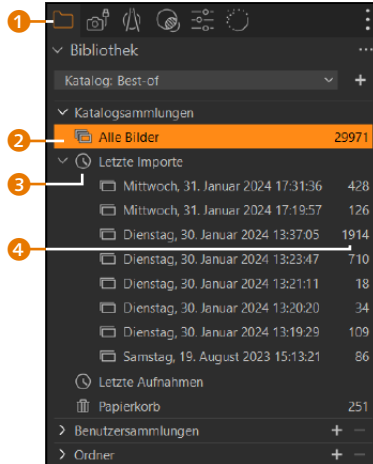 1
Bibliothek
Katalog: Best-of
Katalogsammlungen
2 Alle Bilder 29971
Letzte Importe
3
Mittwoch, 31. Januar 2024 17:31:36 428
Mittwoch, 31. Januar 2024 17:19:57 126
4 Dienstag, 30. Januar 2024 13:37:05 1914
Dienstag, 30. Januar 2024 13:23:47 710
Dienstag, 30. Januar 2024 13:21:11 18
Dienstag, 30. Januar 2024 13:20:20 34
Dienstag, 30. Januar 2024 13:19:29 109
Samstag, 19. August 2023 15:13:21 86
Letzte Aufnahmen
Papierkorb 251
Benutzersammlungen
Ordner